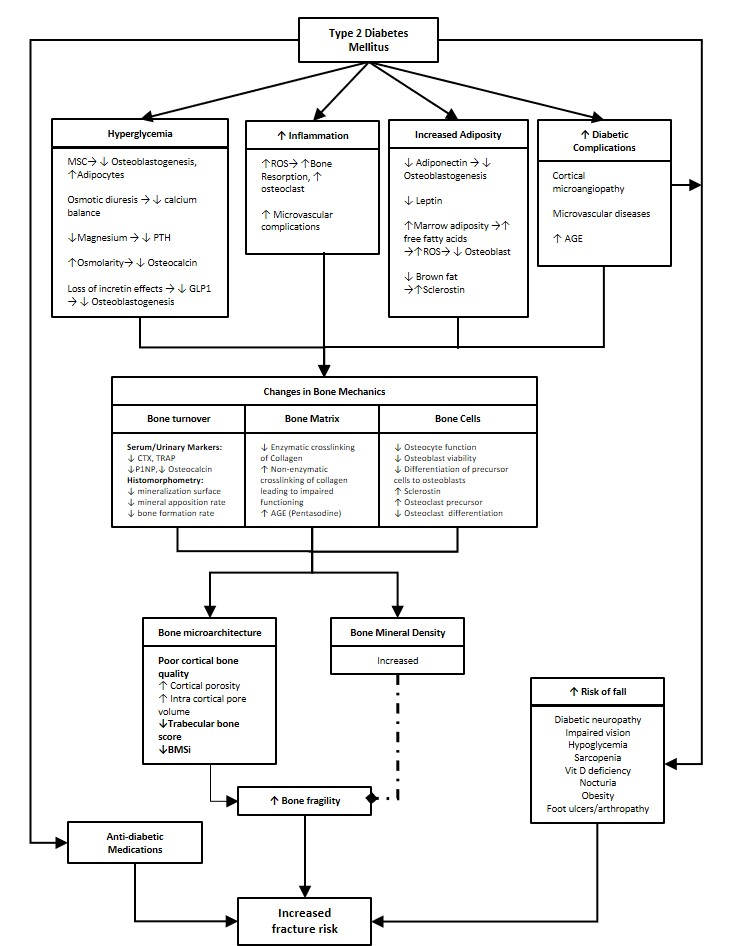 Type 2 Diabetes
Mellitus
Hyperglycemia
MSC→ ↓ Osteoblastogenesis,
↑Adipocytes
Osmotic diuresis → ↓ calcium
balance
↓Magnesium → ↓ PTH
↑Osmolarity→ ↓ Osteocalcin
Loss of incretin effects → ↓ GLP1
→ ↓ Osteoblastogenesis
↑ Inflammation
↑ROS→ ↑Bone
Resorption, ↑
osteoclast
↑ Microvascular
complications
Increased Adiposity
↓ Adiponectin → ↓
Osteoblastogenesis
↓ Leptin
↑Marrow adiposity →↑
free fatty acids
→↑ROS→ ↓ Osteoblast
↓ Brown fat
→↑Sclerostin
↑ Diabetic
Complications
Cortical
microangiopathy
Microvascular diseases
↑ AGE
Changes in Bone Mechanics
Bone turnover
Serum/Urinary Markers:
↓ CTX, TRAP
↓P1NP,↓ Osteocalcin
Histomorphometry:
↓ mineralization surface
↓ mineral apposition rate
↓ bone formation rate
Bone Matrix
↓ Enzymatic crosslinking
of Collagen
↑ Non-enzymatic
crosslinking of collagen
leading to impaired
functioning
↑ AGE (Pentasodine)
Bone Cells
↓ Osteocyte function
↓ Osteoblast viability
↓ Differentiation of precursor
cells to osteoblasts
↑ Sclerostin
↑ Osteoclast precursor
↓ Osteoclast differentiation
Bone microarchitecture
Poor cortical bone
quality
↑ Cortical porosity
↑ Intra cortical pore
volume
↓Trabecular bone
score
↓BMSi
Bone Mineral Density
Increased
↑ Risk of fall
Diabetic neuropathy
Impaired vision
Hypoglycemia
Sarcopenia
Vit D deficiency
Nocturia
Obesity
Foot ulcers/arthropathy
↑ Bone fragility
Anti-diabetic
Medications
Increased
fracture risk